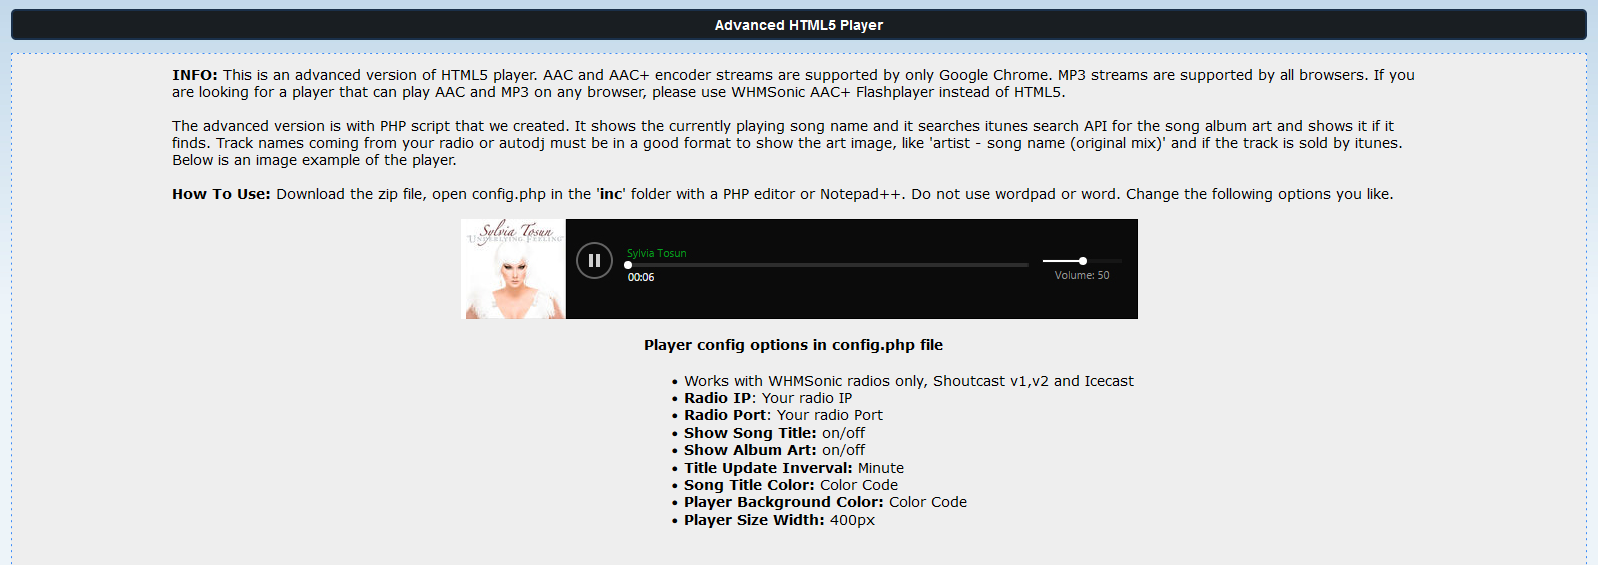 Advanced HTML5 Player
INFO: This is an advanced version of HTML5 player. AAC and AAC+ encoder streams are supported by only Google Chrome. MP3 streams are supported by all browsers. If you
are looking for a player that can play AAC and MP3 on any browser, please use WHMSonic AAC+ Flashplayer instead of HTML5.
The advanced version is with PHP script that we created. It shows the currently playing song name and it searches itunes search API for the song album art and shows it if it
finds. Track names coming from your radio or autodj must be in a good format to show the art image, like 'artist - song name (original mix)' and if the track is sold by itunes.
Below is an image example of the player.
How To Use: Download the zip file, open config.php in the 'inc' folder with a PHP editor or Notepad++. Do not use wordpad or word. Change the following options you like.
Sylvia Tosun
UNDERLYING FEELING
Sylvia Tosun
00:06
Volume: 50
Player config options in config.php file
• Works with WHMSonic radios only, Shoutcast v1,v2 and Icecast
• Radio IP: Your radio IP
• Radio Port: Your radio Port
• Show Song Title: on/off
• Show Album Art: on/off
• Title Update Inverval: Minute
• Song Title Color: Color Code
• Player Background Color: Color Code
• Player Size Width: 400px